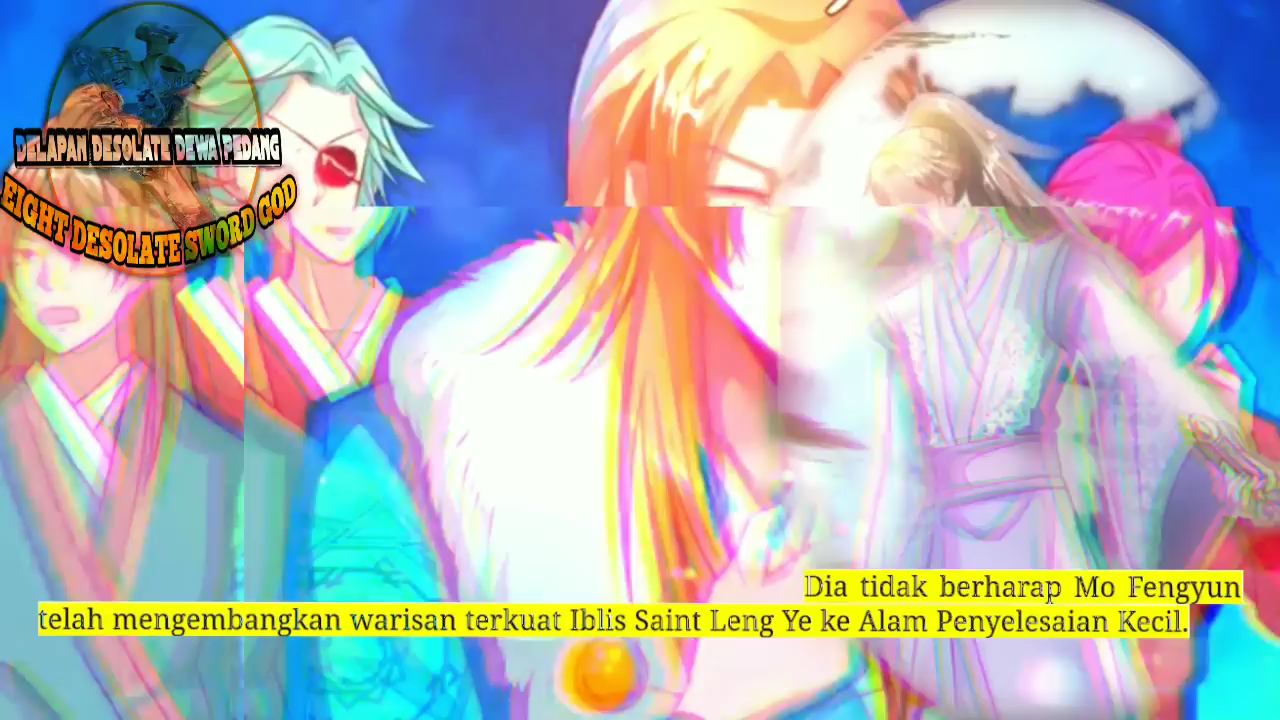 DELAPAN DESOLATE DEWA PEDANG
EIGHT DESOLATE SWORD GOD
Dia tidak berharap Mo Fengyun
telah mengembangkan warisan terkuat Iblis Saint Leng Ye ke Alam Penyelesaian Kecil.